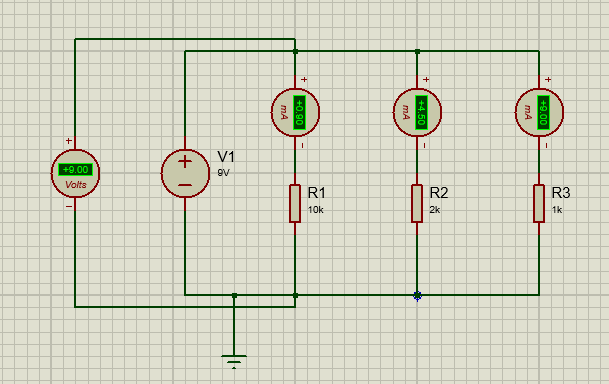 +9.00
Volts
V1
9V
+0.90
mA
R1
10k
+4.50
mA
R2
2k
+9.00
mA
R3
1k